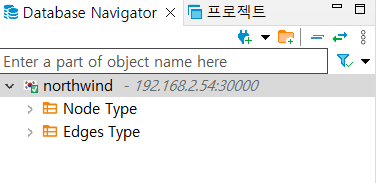 Database Navigator 프로젝트
Enter a part of object name here
northwind - 192.168.2.54:30000
Node Type
Edges Type